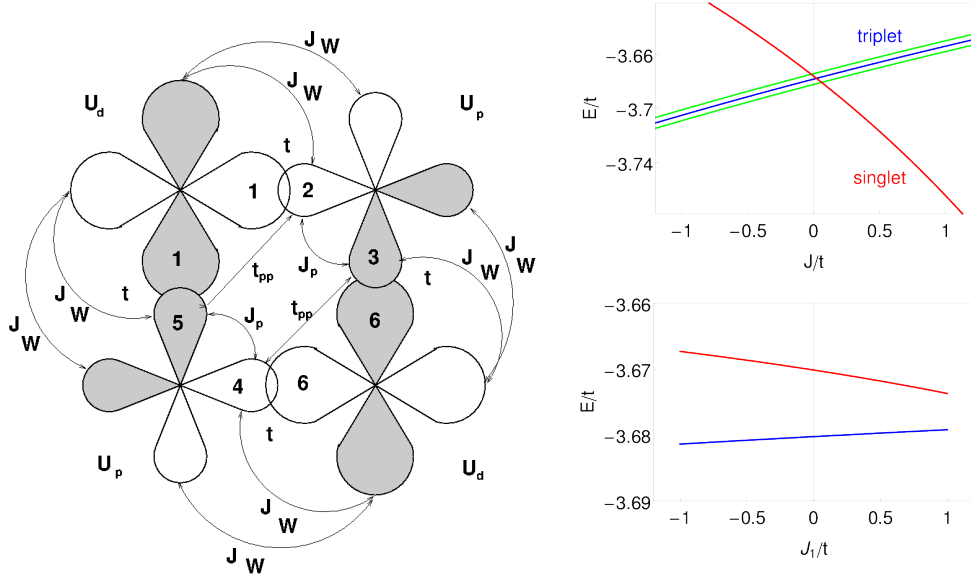 J W
J W
U d
t
U p
1 2
J W
1
t PP
J p
3
J W
t
t
J W
t PP
J W
5
J p
6
4 6
t
U p
U d
J W
J W
−3.66
−3.7
−3.74
E/t
triplet
singlet
−1 −0.5 0 0.5 1
J/t
−3.66
−3.67
−3.68
−3.69
E/t
−1 −0.5 0 0.5 1
J1/t